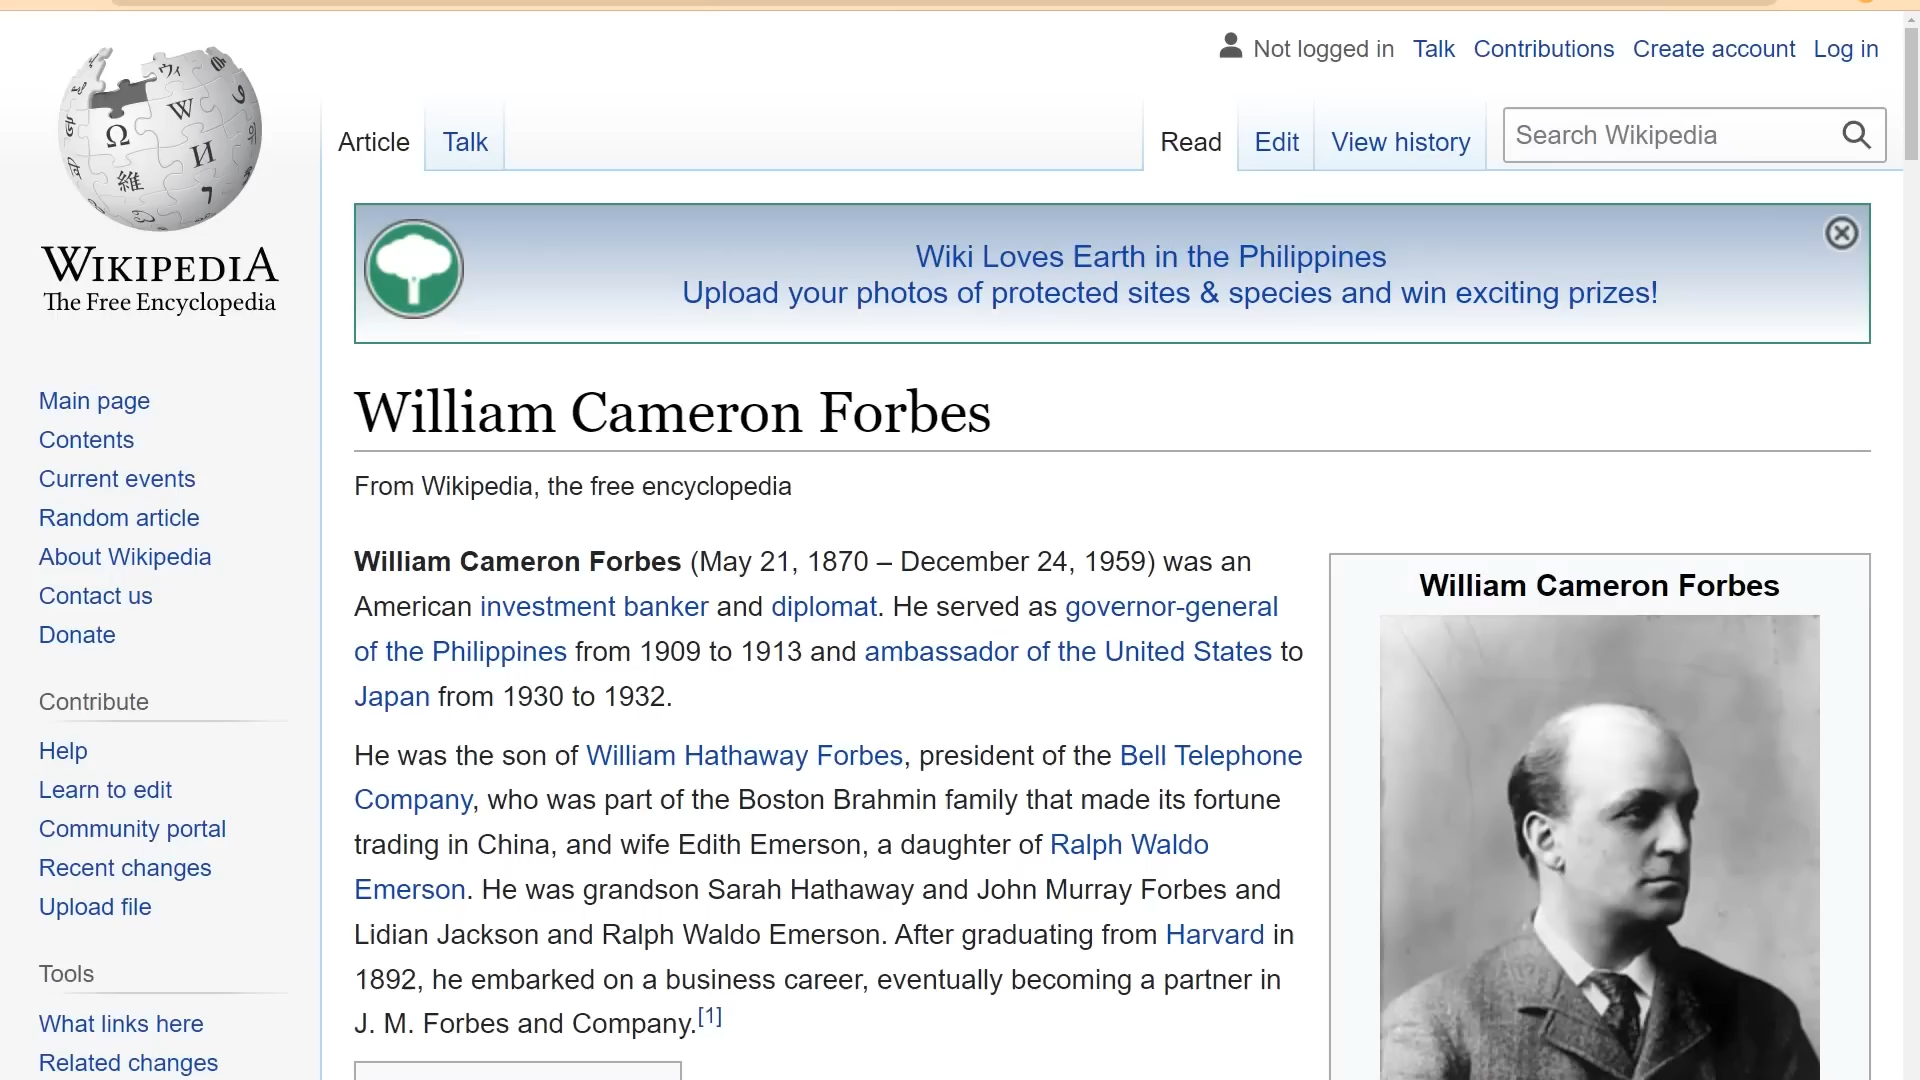 Not logged in Talk Contributions Create account Log in
Article Talk Read Edit View history Search Wikipedia
Ω W И 維 ウィ 7
WIKIPEDIA
The Free Encyclopedia
Wiki Loves Earth in the Philippines
Upload your photos of protected sites & species and win exciting prizes!
Main page
Contents
Current events
Random article
About Wikipedia
Contact us
Donate
Contribute
Help
Learn to edit
Community portal
Recent changes
Upload file
Tools
What links here
Related changes
William Cameron Forbes
From Wikipedia, the free encyclopedia
William Cameron Forbes (May 21, 1870 – December 24, 1959) was an
American investment banker and diplomat. He served as governor-general
of the Philippines from 1909 to 1913 and ambassador of the United States to
Japan from 1930 to 1932.
He was the son of William Hathaway Forbes, president of the Bell Telephone
Company, who was part of the Boston Brahmin family that made its fortune
trading in China, and wife Edith Emerson, a daughter of Ralph Waldo
Emerson. He was grandson Sarah Hathaway and John Murray Forbes and
Lidian Jackson and Ralph Waldo Emerson. After graduating from Harvard in
1892, he embarked on a business career, eventually becoming a partner in
J. M. Forbes and Company.[1]
William Cameron Forbes